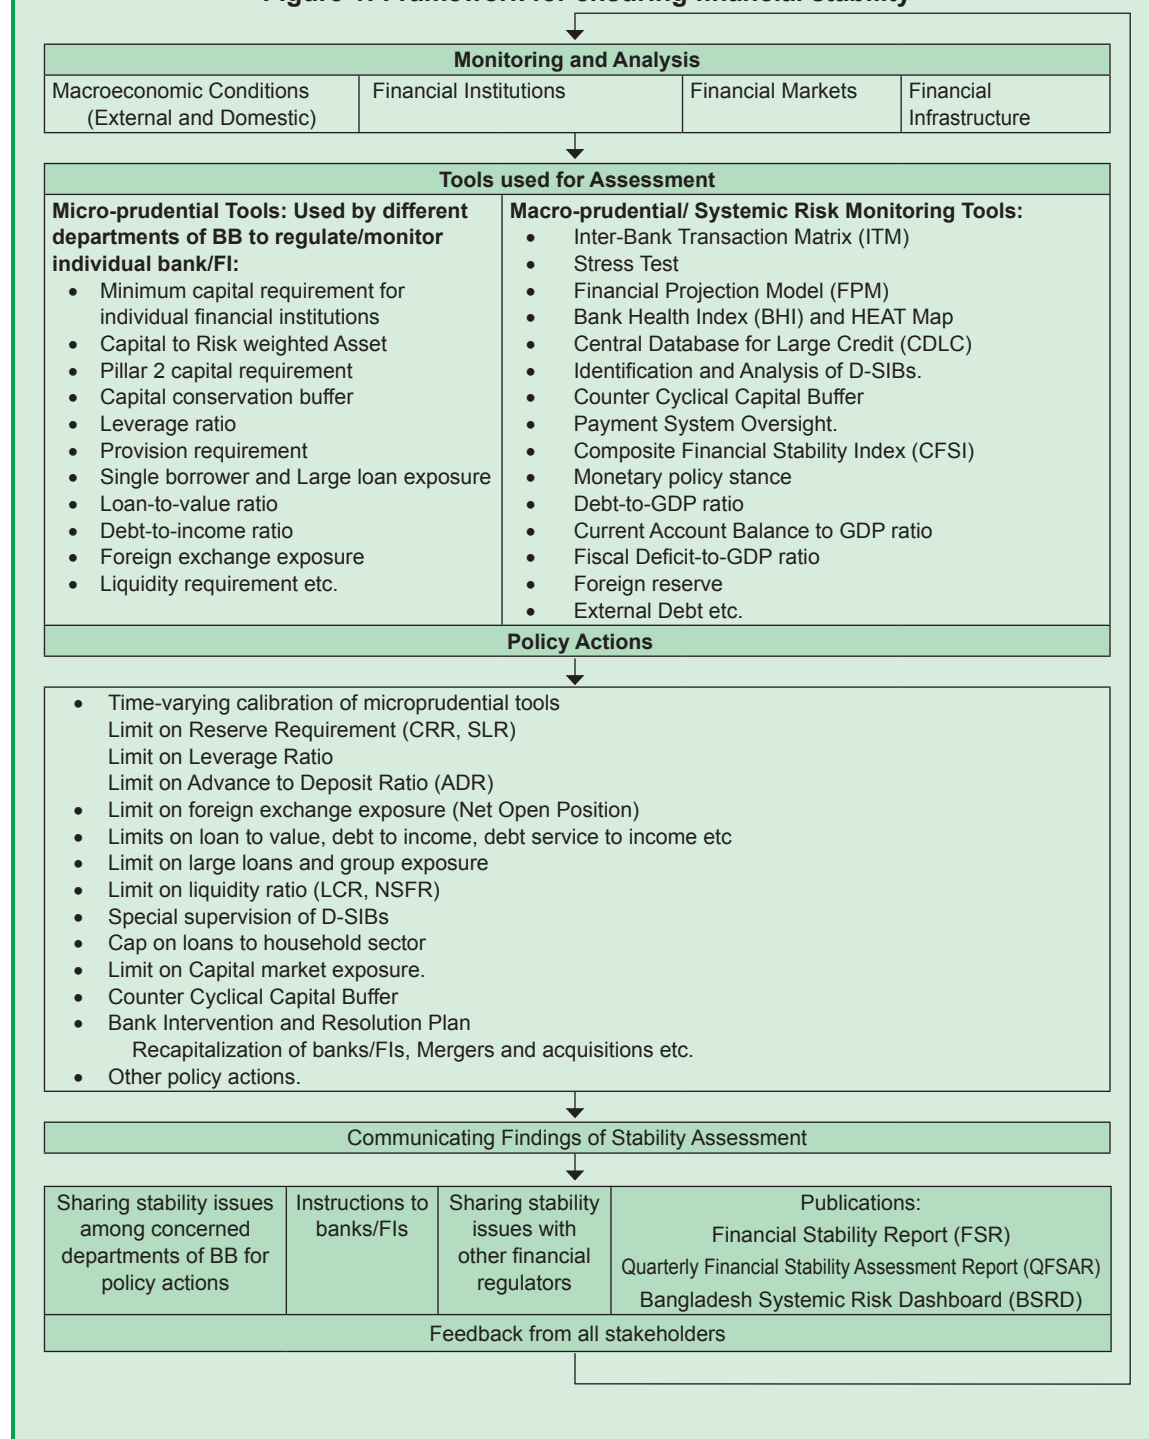 Monitoring and Analysis
Macroeconomic Conditions
(External and Domestic)
Financial Institutions
Financial Markets
Financial
Infrastructure
Tools used for Assessment
Micro-prudential Tools: Used by different
departments of BB to regulate/monitor
individual bank/FI:
• Minimum capital requirement for
individual financial institutions
• Capital to Risk weighted Asset
• Pillar 2 capital requirement
• Capital conservation buffer
• Leverage ratio
• Provision requirement
• Single borrower and Large loan exposure
• Loan-to-value ratio
• Debt-to-income ratio
• Foreign exchange exposure
• Liquidity requirement etc.
Macro-prudential/ Systemic Risk Monitoring Tools:
• Inter-Bank Transaction Matrix (ITM)
• Stress Test
• Financial Projection Model (FPM)
• Bank Health Index (BHI) and HEAT Map
• Central Database for Large Credit (CDLC)
• Identification and Analysis of D-SIBs.
• Counter Cyclical Capital Buffer
• Payment System Oversight.
• Composite Financial Stability Index (CFSI)
• Monetary policy stance
• Debt-to-GDP ratio
• Current Account Balance to GDP ratio
• Fiscal Deficit-to-GDP ratio
• Foreign reserve
• External Debt etc.
Policy Actions
• Time-varying calibration of microprudential tools
Limit on Reserve Requirement (CRR, SLR)
Limit on Leverage Ratio
Limit on Advance to Deposit Ratio (ADR)
• Limit on foreign exchange exposure (Net Open Position)
• Limits on loan to value, debt to income, debt service to income etc
• Limit on large loans and group exposure
• Limit on liquidity ratio (LCR, NSFR)
• Special supervision of D-SIBs
• Cap on loans to household sector
• Limit on Capital market exposure.
• Counter Cyclical Capital Buffer
• Bank Intervention and Resolution Plan
Recapitalization of banks/FIs, Mergers and acquisitions etc.
• Other policy actions.
Communicating Findings of Stability Assessment
Sharing stability issues
among concerned
departments of BB for
policy actions
Instructions to
banks/FIs
Sharing stability
issues with
other financial
regulators
Publications:
Financial Stability Report (FSR)
Quarterly Financial Stability Assessment Report (QFSAR)
Bangladesh Systemic Risk Dashboard (BSRD)
Feedback from all stakeholders